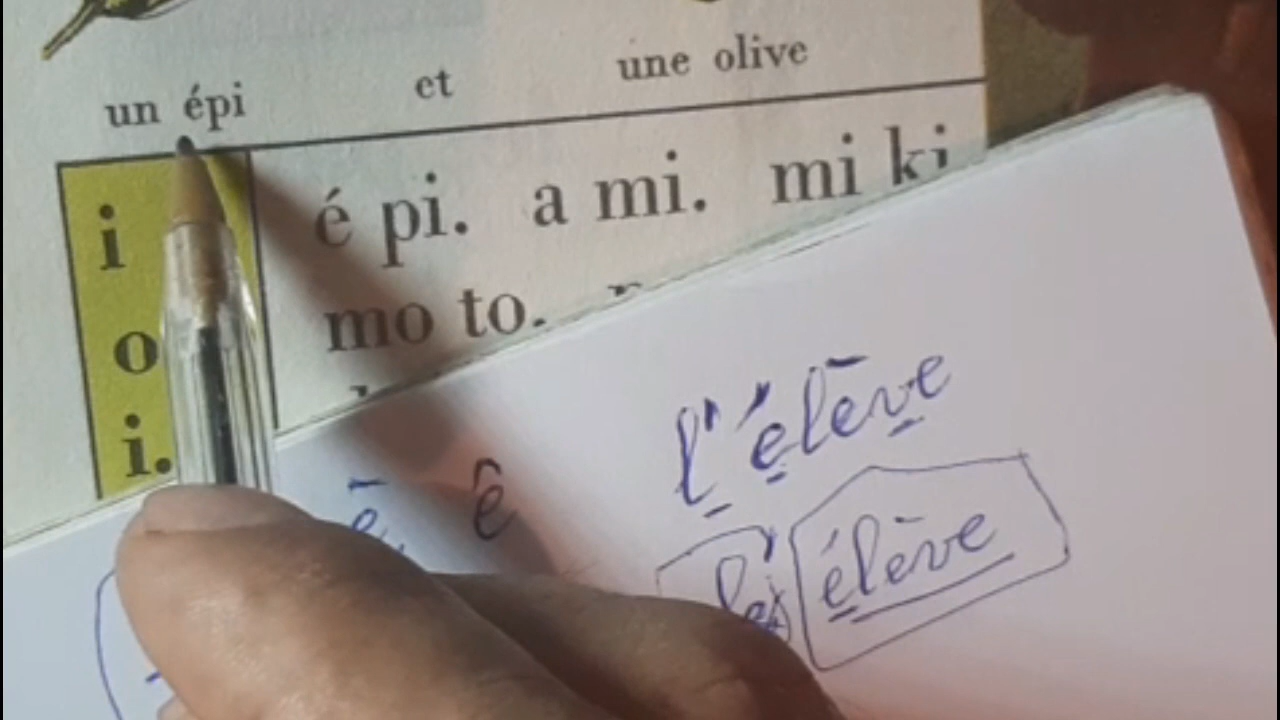 un épi et une olive
i
o
i.
é pi. a mi. mi ki
mo to.
è ê
l'élève
élève